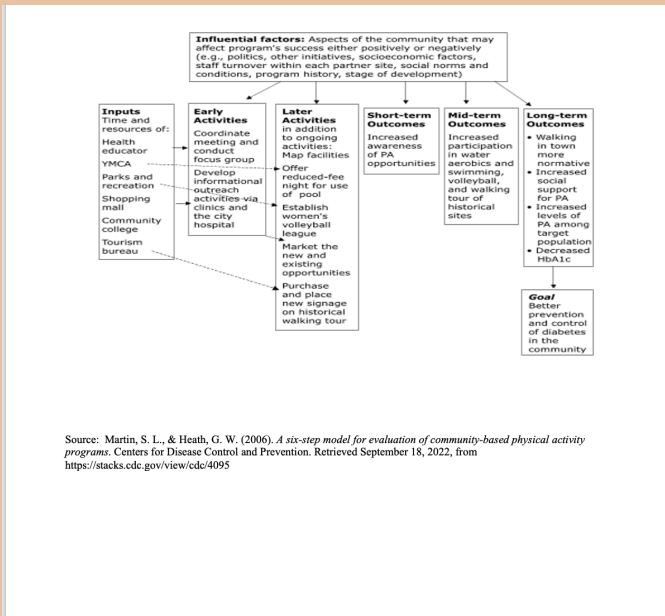 Influential factors: Aspects of the community that may
affect program's success either positively or negatively
(e.g., politics, other initiatives, socioeconomic factors,
staff turnover within each partner site, social norms and
conditions, program history, stage of development)
Inputs
Time and
resources of:
Health
educator
YMCA
Parks and
recreation
Shopping
mall
Community
college
Tourism
bureau
Early
Activities
Coordinate
meeting and
conduct
focus group
Develop
informational
outreach
activities via
clinics and
the city
hospital
Later
Activities
in addition
to ongoing
activities:
Map facilities
Offer
reduced-fee
night for use
of pool
Establish
women's
volleyball
league
Market the
new and
existing
opportunities
Purchase
and place
new signage
on historical
walking tour
Short-term
Outcomes
Increased
awareness
of PA
opportunities
Mid-term
Outcomes
Increased
participation
in water
aerobics and
swimming,
volleyball,
and walking
tour of
historical
sites
Long-term
Outcomes
• Walking
in town
more
normative
• Increased
social
support
for PA
• Increased
levels of
PA among
target
population
• Decreased
HbA1c
Goal
Better
prevention
and control
of diabetes
in the
community
Source: Martin, S. L., & Heath, G. W. (2006). A six-step model for evaluation of community-based physical activity
programs. Centers for Disease Control and Prevention. Retrieved September 18, 2022, from
https://stacks.cdc.gov/view/cdc/4095